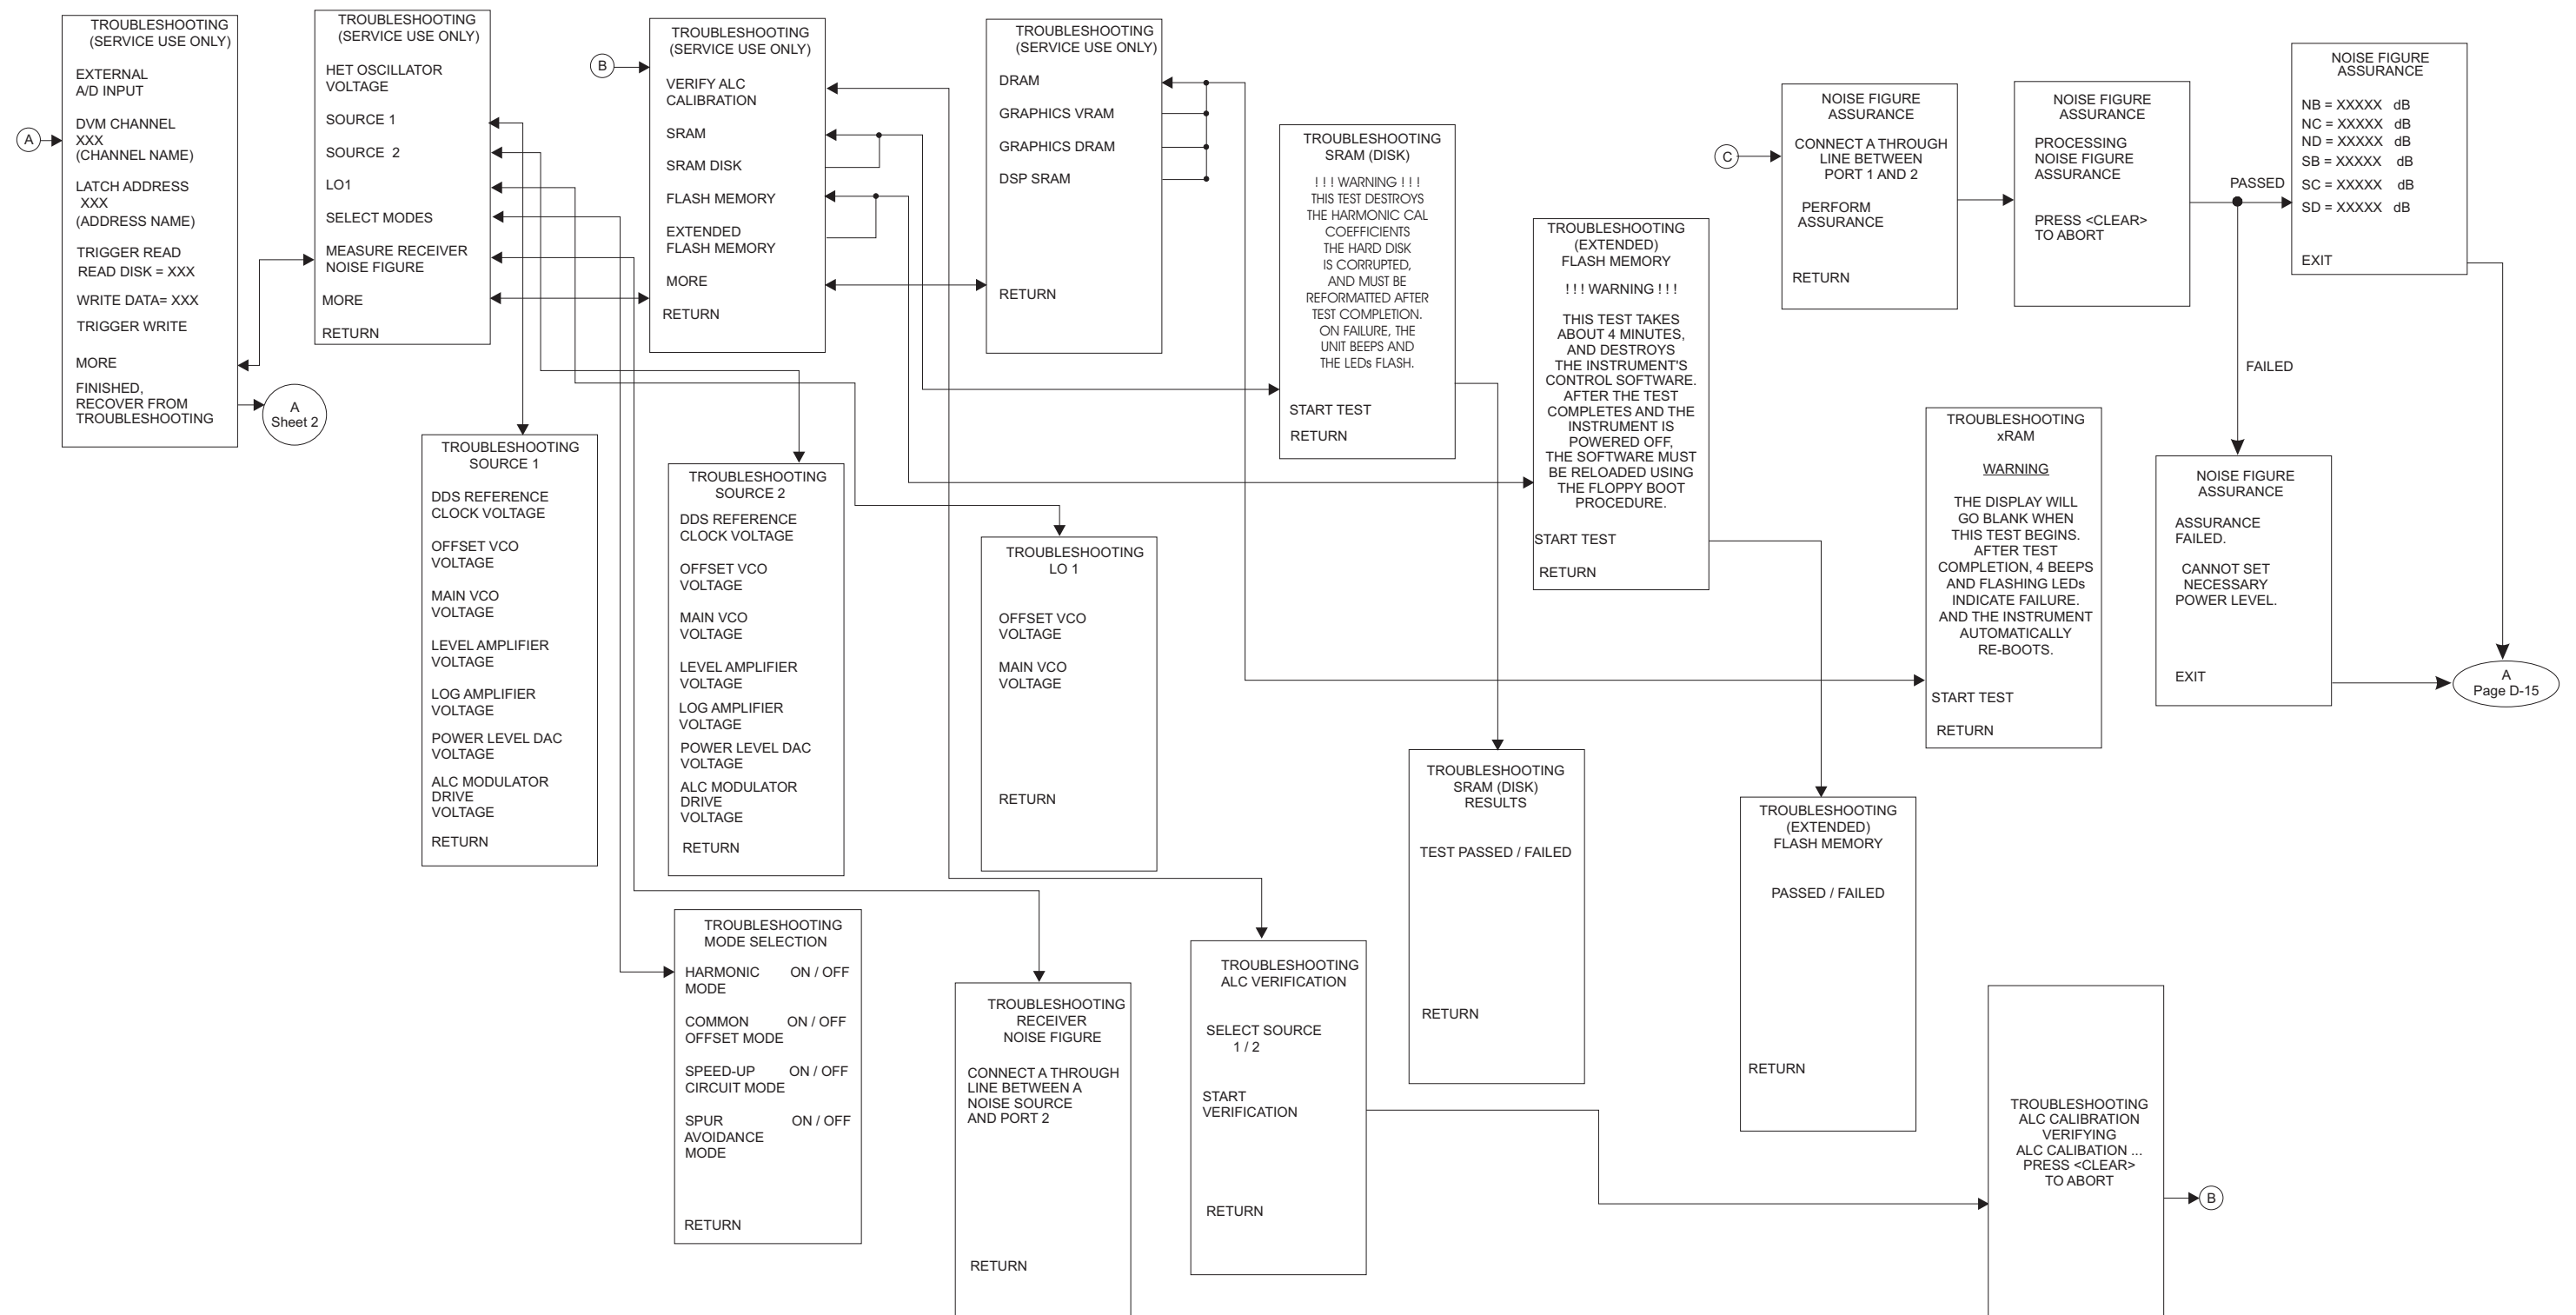 A
TROUBLESHOOTING
(SERVICE USE ONLY)
EXTERNAL
A/D INPUT
DVM CHANNEL
XXX
(CHANNEL NAME)
LATCH ADDRESS
XXX
(ADDRESS NAME)
TRIGGER READ
READ DISK = XXX
WRITE DATA= XXX
TRIGGER WRITE
MORE
FINISHED,
RECOVER FROM
TROUBLESHOOTING
A
Sheet 2
TROUBLESHOOTING
(SERVICE USE ONLY)
HET OSCILLATOR
VOLTAGE
SOURCE 1
SOURCE 2
LO1
SELECT MODES
MEASURE RECEIVER
NOISE FIGURE
MORE
RETURN
B
TROUBLESHOOTING
(SERVICE USE ONLY)
VERIFY ALC
CALIBRATION
SRAM
SRAM DISK
FLASH MEMORY
EXTENDED
FLASH MEMORY
MORE
RETURN
TROUBLESHOOTING
(SERVICE USE ONLY)
DRAM
GRAPHICS VRAM
GRAPHICS DRAM
DSP SRAM
RETURN
TROUBLESHOOTING
SRAM (DISK)
! ! ! WARNING ! ! !
THIS TEST DESTROYS
THE HARMONIC CAL
COEFFICIENTS
THE HARD DISK
IS CORRUPTED,
AND MUST BE
REFORMATTED AFTER
TEST COMPLETION.
ON FAILURE, THE
UNIT BEEPS AND
THE LEDs FLASH.
START TEST
RETURN
TROUBLESHOOTING
(EXTENDED)
FLASH MEMORY
! ! ! WARNING ! ! !
THIS TEST TAKES
ABOUT 4 MINUTES,
AND DESTROYS
THE INSTRUMENT'S
CONTROL SOFTWARE.
AFTER THE TEST
COMPLETES AND THE
INSTRUMENT IS
POWERED OFF,
THE SOFTWARE MUST
BE RELOADED USING
THE FLOPPY BOOT
PROCEDURE.
START TEST
RETURN
C
NOISE FIGURE
ASSURANCE
CONNECT A THROUGH
LINE BETWEEN
PORT 1 AND 2
PERFORM
ASSURANCE
RETURN
NOISE FIGURE
ASSURANCE
PROCESSING
NOISE FIGURE
ASSURANCE
PRESS <CLEAR>
TO ABORT
PASSED
FAILED
NOISE FIGURE
ASSURANCE
NB = XXXXX dB
NC = XXXXX dB
ND = XXXXX dB
SB = XXXXX dB
SC = XXXXX dB
SD = XXXXX dB
EXIT
TROUBLESHOOTING
xRAM
WARNING
THE DISPLAY WILL
GO BLANK WHEN
THIS TEST BEGINS.
AFTER TEST
COMPLETION, 4 BEEPS
AND FLASHING LEDs
INDICATE FAILURE.
AND THE INSTRUMENT
AUTOMATICALLY
RE-BOOTS.
START TEST
RETURN
NOISE FIGURE
ASSURANCE
ASSURANCE
FAILED.
CANNOT SET
NECESSARY
POWER LEVEL.
EXIT
A
Page D-15
TROUBLESHOOTING
SOURCE 1
DDS REFERENCE
CLOCK VOLTAGE
OFFSET VCO
VOLTAGE
MAIN VCO
VOLTAGE
LEVEL AMPLIFIER
VOLTAGE
LOG AMPLIFIER
VOLTAGE
POWER LEVEL DAC
VOLTAGE
ALC MODULATOR
DRIVE
VOLTAGE
RETURN
TROUBLESHOOTING
SOURCE 2
DDS REFERENCE
CLOCK VOLTAGE
OFFSET VCO
VOLTAGE
MAIN VCO
VOLTAGE
LEVEL AMPLIFIER
VOLTAGE
LOG AMPLIFIER
VOLTAGE
POWER LEVEL DAC
VOLTAGE
ALC MODULATOR
DRIVE
VOLTAGE
RETURN
TROUBLESHOOTING
LO 1
OFFSET VCO
VOLTAGE
MAIN VCO
VOLTAGE
RETURN
TROUBLESHOOTING
SRAM (DISK)
RESULTS
TEST PASSED / FAILED
RETURN
TROUBLESHOOTING
(EXTENDED)
FLASH MEMORY
PASSED / FAILED
RETURN
TROUBLESHOOTING
MODE SELECTION
HARMONIC ON / OFF
MODE
COMMON ON / OFF
OFFSET MODE
SPEED-UP ON / OFF
CIRCUIT MODE
SPUR ON / OFF
AVOIDANCE
MODE
RETURN
TROUBLESHOOTING
RECEIVER
NOISE FIGURE
CONNECT A THROUGH
LINE BETWEEN A
NOISE SOURCE
AND PORT 2
RETURN
TROUBLESHOOTING
ALC VERIFICATION
SELECT SOURCE
1 / 2
START
VERIFICATION
RETURN
TROUBLESHOOTING
ALC CALIBRATION
VERIFYING
ALC CALIBATION ...
PRESS <CLEAR>
TO ABORT
B